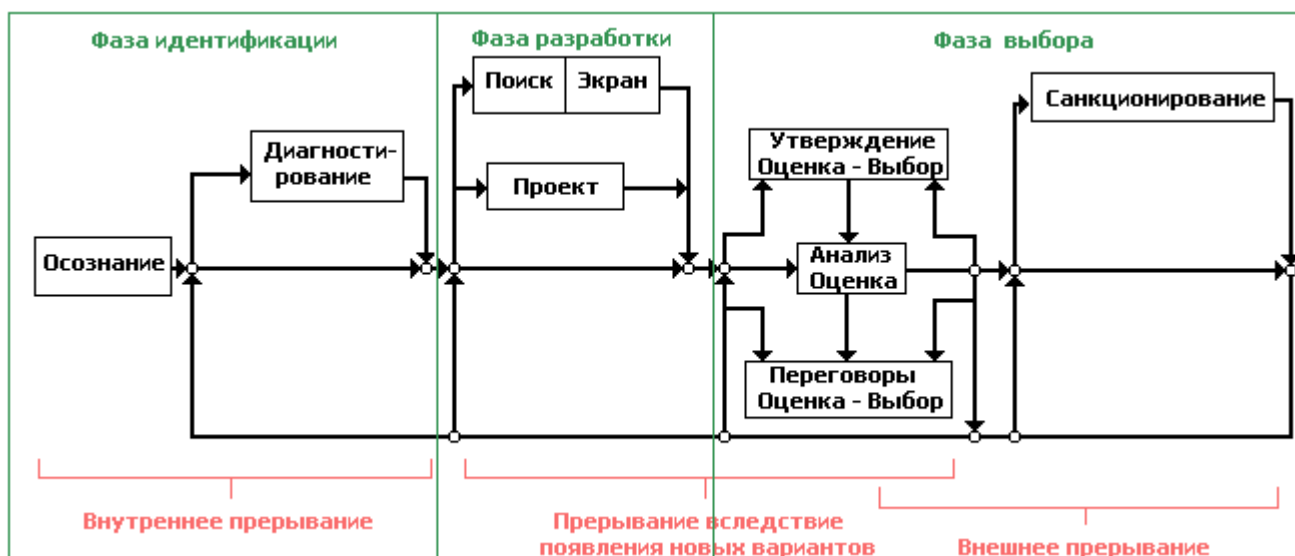 Фаза идентификации
Фаза разработки
Фаза выбора
Поиск
Экран
Санкционирование
Диагности-
рование
Утверждение
Оценка - Выбор
Проект
Осознание
Анализ
Оценка
Переговоры
Оценка - Выбор
Внутреннее прерывание
Прерывание вследствие
появления новых вариантов
Внешнее прерывание